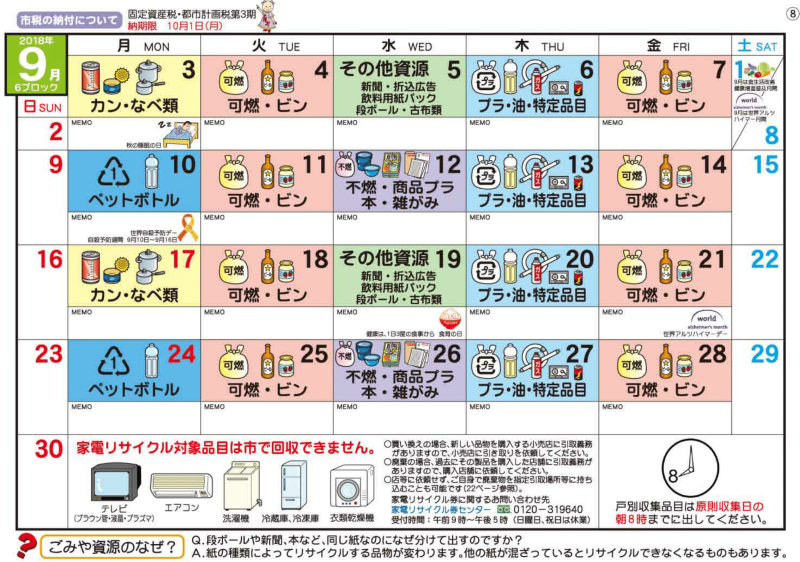 市税の納付について
固定資産税・都市計画税第3期
納期限 10月1日(月)
⑧
2018年
9月
6ブロック
月 MON
火 TUE
水 WED
木 THU
金 FRI
土 SAT
日 SUN
3
カン・なべ類
可燃
4
可燃・ビン
その他資源 5
新聞・折込広告
飲料用紙パック
段ボール・古布類
プラ
6
プラ・油・特定品目
可燃
7
可燃・ビン
1
9月は食生活改善
普及月間
world
alzheimer's month
9月は世界アルツ
ハイマー月間
2
MEMO
秋の睡眠の日
MEMO
MEMO
MEMO
MEMO
8
9
1
10
ペットボトル
可燃
11
可燃・ビン
不燃
12
不燃・商品プラ
本・雑がみ
プラ
13
プラ・油・特定品目
可燃
14
可燃・ビン
15
MEMO
世界自殺予防デー
自殺予防週間 9月10日~9月16日
MEMO
MEMO
MEMO
MEMO
16
17
カン・なべ類
可燃
18
可燃・ビン
その他資源 19
新聞・折込広告
飲料用紙パック
段ボール・古布類
プラ
20
プラ・油・特定品目
可燃
21
可燃・ビン
22
MEMO
MEMO
MEMO
健康は、1日3度の食事から 食育の日
MEMO
MEMO
world
alzheimer's month
世界アルツハイマーデー
23
1
24
ペットボトル
可燃
25
可燃・ビン
不燃
26
不燃・商品プラ
本・雑がみ
プラ
27
プラ・油・特定品目
可燃
28
可燃・ビン
29
MEMO
MEMO
MEMO
MEMO
MEMO
30
家電リサイクル対象品目は市で回収できません。
テレビ
(ブラウン管・液晶・プラズマ)
エアコン
洗濯機
冷蔵庫、冷凍庫
衣類乾燥機
○買い換えの場合、新しい品物を購入する小売店に引取義務
がありますので、小売店に引き取りを依頼してください。
○廃棄の場合、過去にその製品を購入した店舗に引取義務が
ありますので、購入店舗に依頼してください。
○店等に依頼せず、ご自身で廃棄物を指定引取場所等に持ち
込むことも可能です(22ページ参照)。
家電リサイクル券に関するお問い合わせ先
家電リサイクル券センター 0120-319640
受付時間:午前9時~午後5時(日曜、祝日は休業)
8
戸別収集品目は原則収集日の
朝8時までに出してください。
ごみや資源のなぜ?
Q.段ボールや新聞、本など、同じ紙なのになぜ分けて出すのですか?
A.紙の種類によってリサイクルする品物が変わります。他の紙が混ざっているとリサイクルできなくなるものもあります。